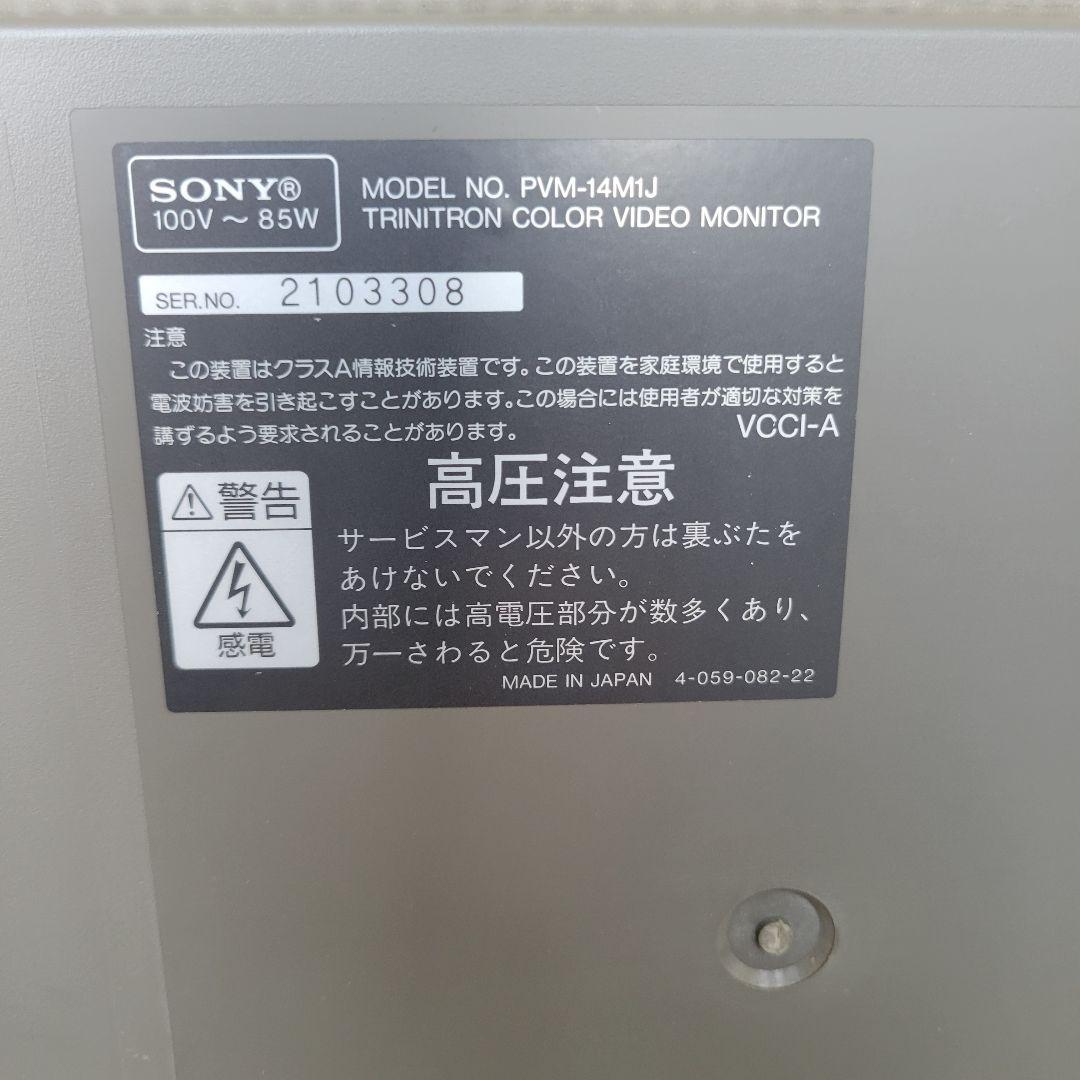 SONY®
100V ～ 85W
MODEL NO. PVM-14M1J
TRINITRON COLOR VIDEO MONITOR
SER.NO. 2103308
注意
この装置はクラスA情報技術装置です。この装置を家庭環境で使用すると
電波妨害を引き起こすことがあります。この場合には使用者が適切な対策を
講ずるよう要求されることがあります。
VCCI-A
高圧注意
⚠警告
感電
サービスマン以外の方は裏ぶたを
あけないでください。
内部には高電圧部分が数多くあり、
万一さわると危険です。
MADE IN JAPAN 4-059-082-22